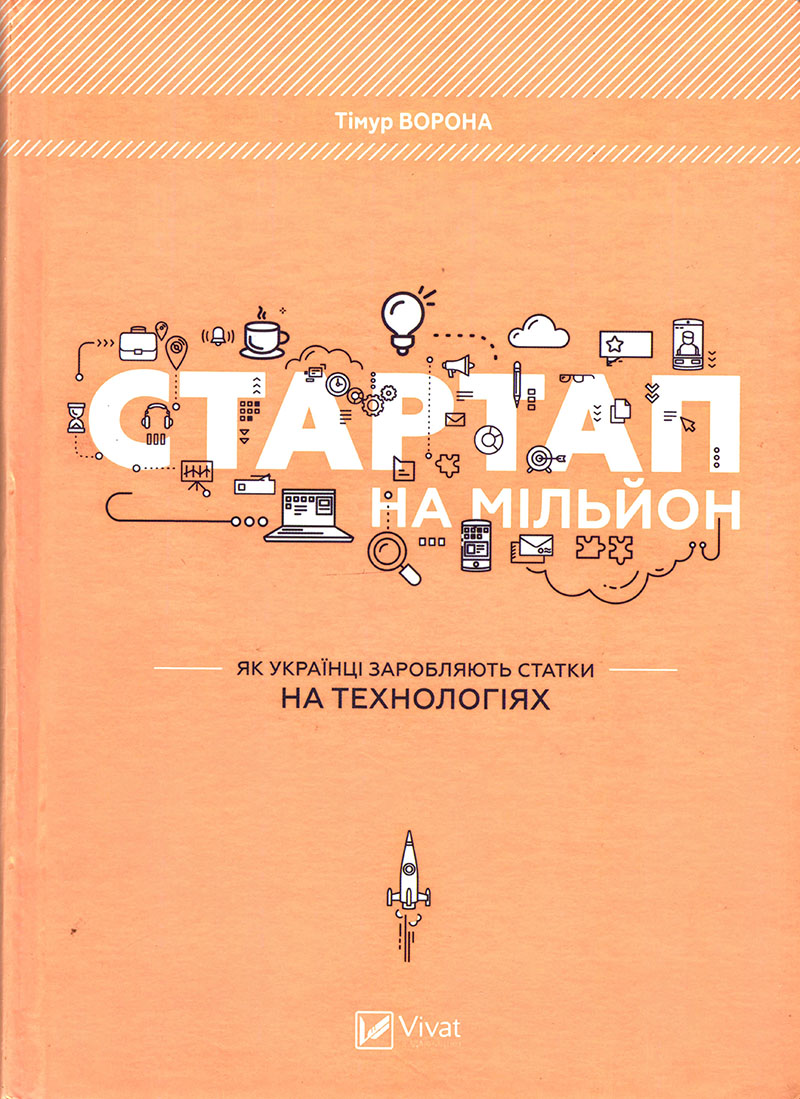 Тімур ВОРОНА
СТАРТАП
НА МІЛЬЙОН
ЯК УКРАЇНЦІ ЗАРОБЛЯЮТЬ СТАТКИ
НА ТЕХНОЛОГІЯХ
Vivat